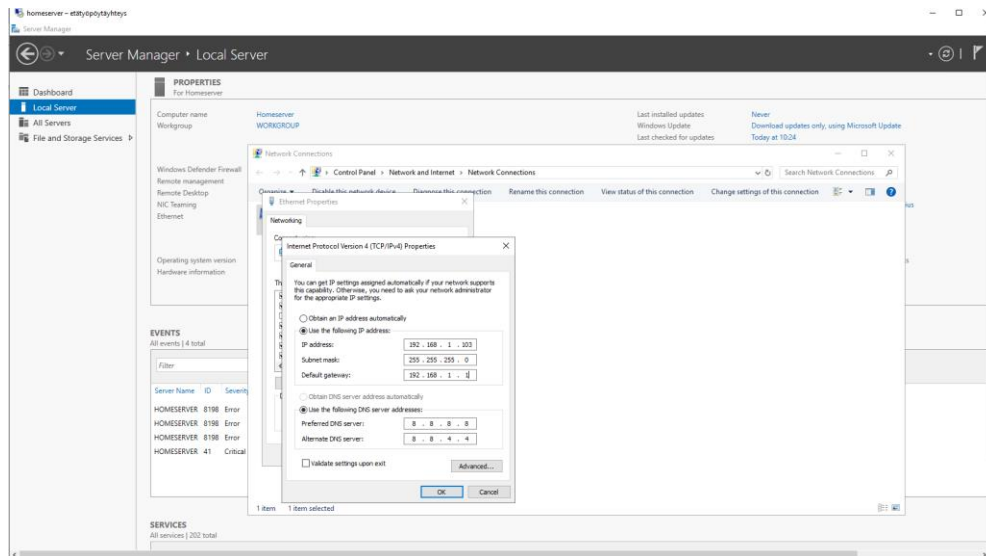 homeserver – etätyöpöytäyhteys
Server Manager
Server Manager ‣ Local Server
Dashboard
Local Server
All Servers
File and Storage Services
PROPERTIES
For Homeserver
Computer name Homeserver
Workgroup WORKGROUP
Last installed updates Never
Windows Update Download updates only, using Microsoft Update
Last checked for updates Today at 10:24
Windows Defender Firewall
Remote management
Remote Desktop
NIC Teaming
Ethernet
Operating system version
Hardware information
Network Connections
Control Panel › Network and Internet › Network Connections
Search Network Connections
Organize Disable this network device Diagnose this connection Rename this connection View status of this connection Change settings of this connection
Ethernet Properties
Networking
Internet Protocol Version 4 (TCP/IPv4) Properties
General
You can get IP settings assigned automatically if your network supports
this capability. Otherwise, you need to ask your network administrator
for the appropriate IP settings.
Obtain an IP address automatically
Use the following IP address:
IP address: 192 . 168 . 1 . 103
Subnet mask: 255 . 255 . 255 . 0
Default gateway: 192 . 168 . 1 . 1
Obtain DNS server address automatically
Use the following DNS server addresses:
Preferred DNS server: 8 . 8 . 8 . 8
Alternate DNS server: 8 . 8 . 4 . 4
Validate settings upon exit
Advanced...
OK Cancel
1 item 1 item selected
EVENTS
All events | 4 total
Filter
Server Name ID Severity
HOMESERVER 8198 Error
HOMESERVER 8198 Error
HOMESERVER 8198 Error
HOMESERVER 41 Critical
SERVICES
All services | 202 total